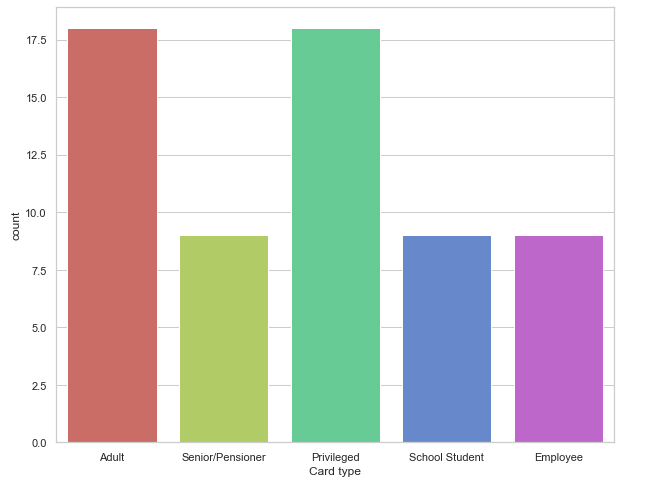 17.5
15.0
12.5
10.0
7.5
5.0
2.5
0.0
count
Adult
Senior/Pensioner
Privileged
School Student
Employee
Card type